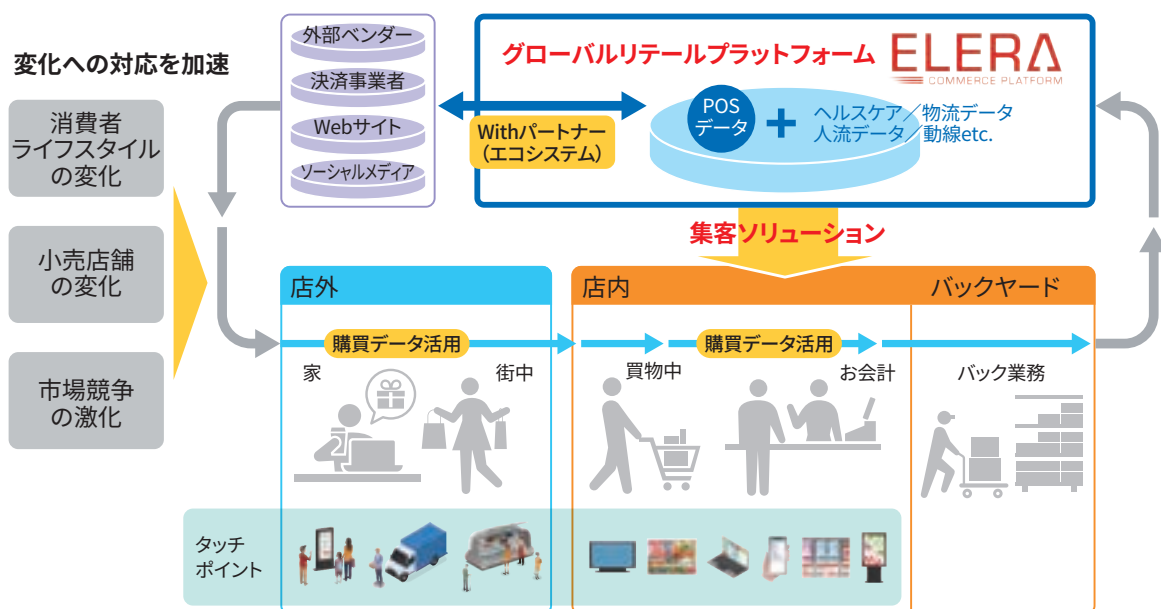 変化への対応を加速
消費者
ライフスタイル
の変化
小売店舗
の変化
市場競争
の激化
外部ベンダー
決済事業者
Webサイト
ソーシャルメディア
Withパートナー
（エコシステム）
グローバルリテールプラットフォーム
ELERA
COMMERCE PLATFORM
POS
データ
+
ヘルスケア／物流データ
人流データ／動線etc.
集客ソリューション
店外
店内
バックヤード
購買データ活用
購買データ活用
家
街中
買物中
お会計
バック業務
タッチ
ポイント